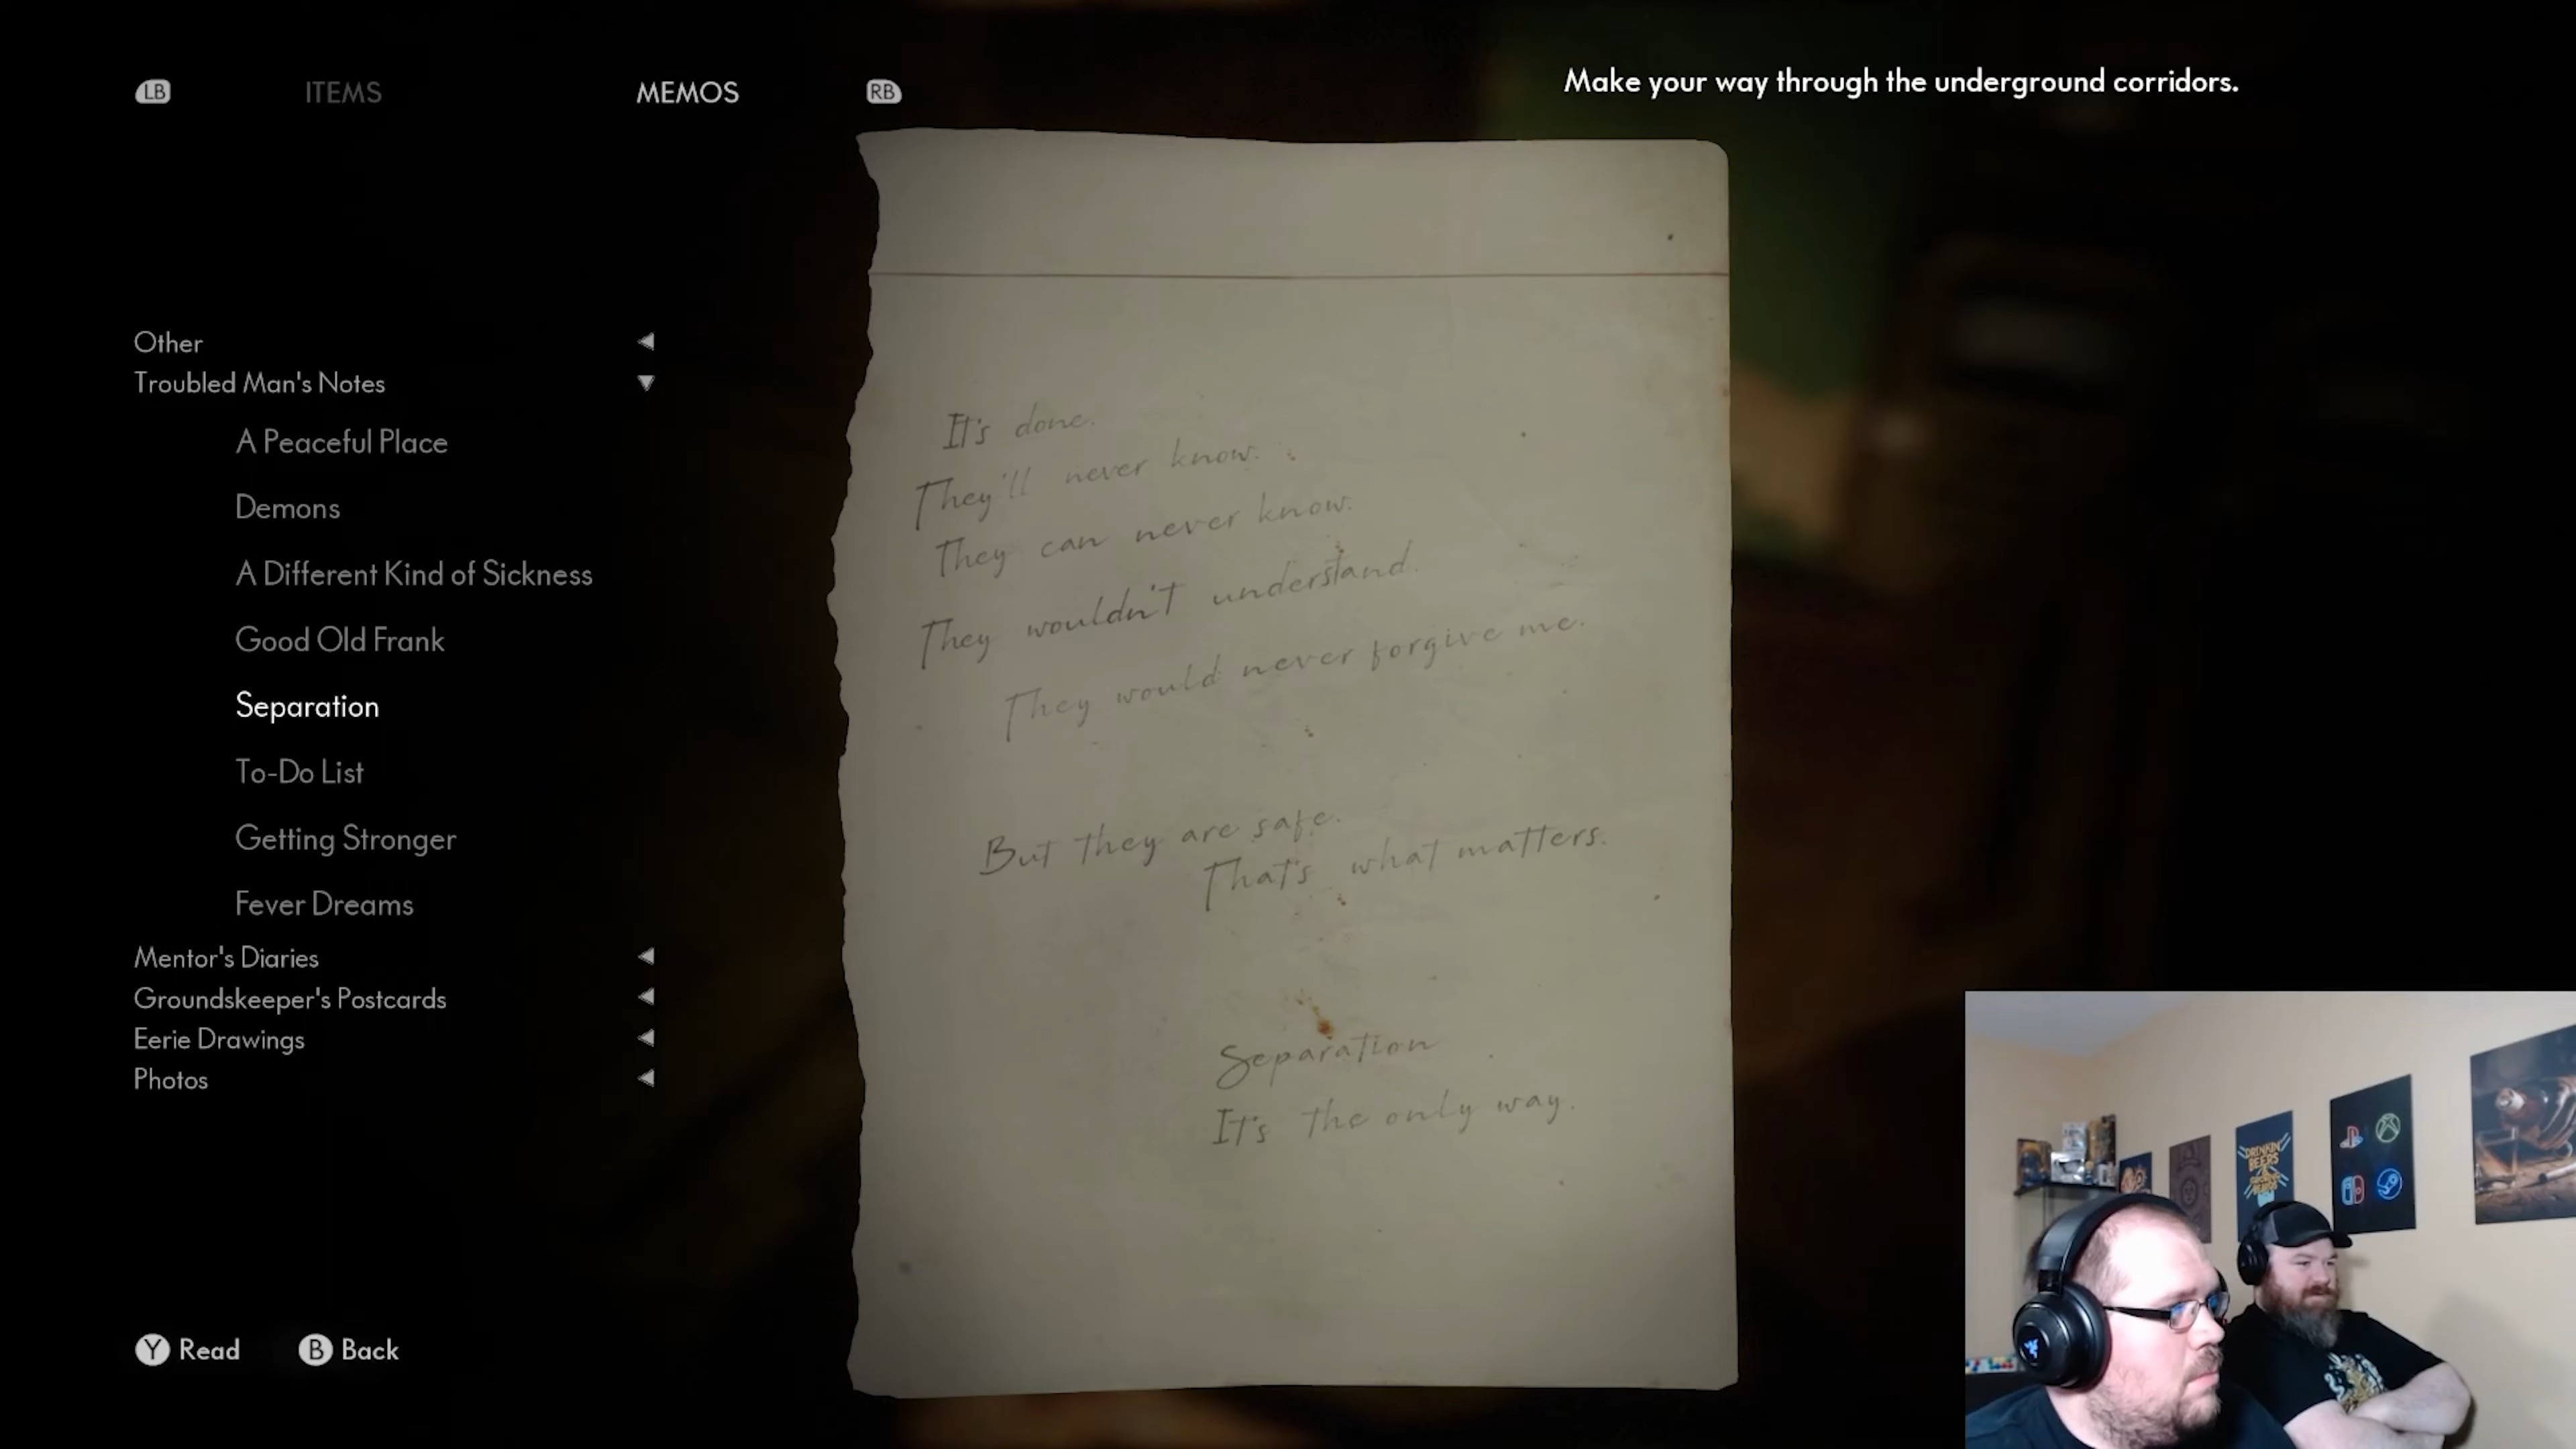 LB ITEMS MEMOS RB
Make your way through the underground corridors.
Other
Troubled Man's Notes
A Peaceful Place
Demons
A Different Kind of Sickness
Good Old Frank
Separation
To-Do List
Getting Stronger
Fever Dreams
Mentor's Diaries
Groundskeeper's Postcards
Eerie Drawings
Photos
Y Read B Back
It's done.
They'll never know.
They can never know.
They wouldn't understand.
They would never forgive me.
But they are safe.
That's what matters.
Separation
It's the only way.
DRINKIN'
BEERS